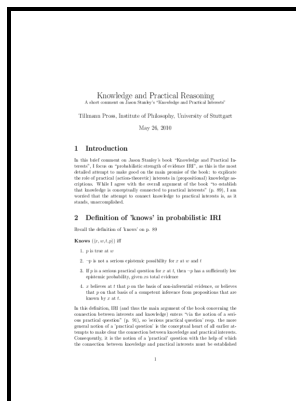 Knowledge and Practical Reasoning
A short comment on Jason Stanley's "Knowledge and Practical Interests"
Tillmann Pross, Institute of Philosophy, University of Stuttgart
May 26, 2010
1 Introduction
In this brief comment on Jason Stanley's book "Knowledge and Practical In-
terests", I focus on "probabilistic strength of evidence IRI", as this is the most
detailed attempt to make good on the main promise of the book: to explicate
the role of practical (action-theoretic) interests in (propositional) knowledge as-
criptions. While I agree with the overall argument of the book "to establish
that knowledge is conceptually connected to practical interests" (p. 89), I am
worried that the attempt to connect knowledge to practical interests is, as it
stands, unaccomplished.
2 Definition of 'knows' in probabilistic IRI
Recall the definition of 'knows' on p. 89
Knows (⟨x, w, t, p⟩) iff
1. p is true at w
2. ¬p is not a serious epistemic possibility for x at w and t
3. If p is a serious practical question for x at t, then ¬p has a sufficiently low
epistemic probability, given x's total evidence
4. x believes at t that p on the basis of non-inferential evidence, or believes
that p on that basis of a competent inference from propositions that are
known by x at t.
In this definition, IRI (and thus the main argument of the book concerning the
connection between interests and knowledge) enters "via the notion of a seri-
ous practical question" (p. 91), so 'serious practical question' resp. the more
general notion of a 'practical question' is the conceptual heart of all earlier at-
tempts to make clear the connection between knowledge and practical interests.
Consequently, it is the notion of a "practical" question with the help of which
the connection between knowledge and practical interests must be established
1